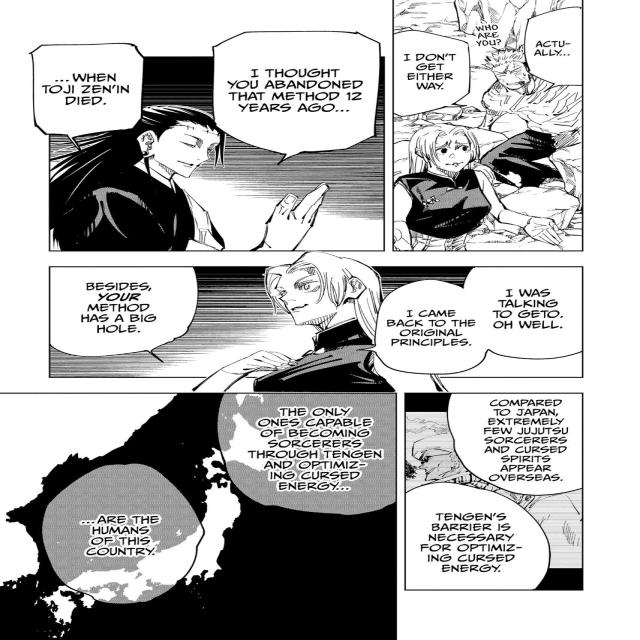 ACTU-
ALLY...
WHO
ARE
YOU?
I DON'T
GET
EITHER
WAY.
I THOUGHT
YOU ABANDONED
THAT METHOD 12
YEARS AGO...
...WHEN
TOJI ZEN'IN
DIED.
I WAS
TALKING
TO GETO.
OH WELL.
I CAME
BACK TO THE
ORIGINAL
PRINCIPLES.
BESIDES,
YOUR
METHOD
HAS A BIG
HOLE.
COMPARED
TO JAPAN,
EXTREMELY
FEW JUJUTSU
SORCERERS
AND CURSED
SPIRITS
APPEAR
OVERSEAS.
TENGEN'S
BARRIER IS
NECESSARY
FOR OPTIMIZ-
ING CURSED
ENERGY.
THE ONLY
ONES CAPABLE
OF BECOMING
SORCERERS
THROUGH TENGEN
AND OPTIMIZ-
ING CURSED
ENERGY...
...ARE THE
HUMANS
OF THIS
COUNTRY.